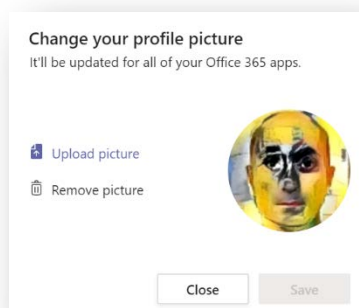 Change your profile picture
It'll be updated for all of your Office 365 apps.
Upload picture
Remove picture
Close
Save